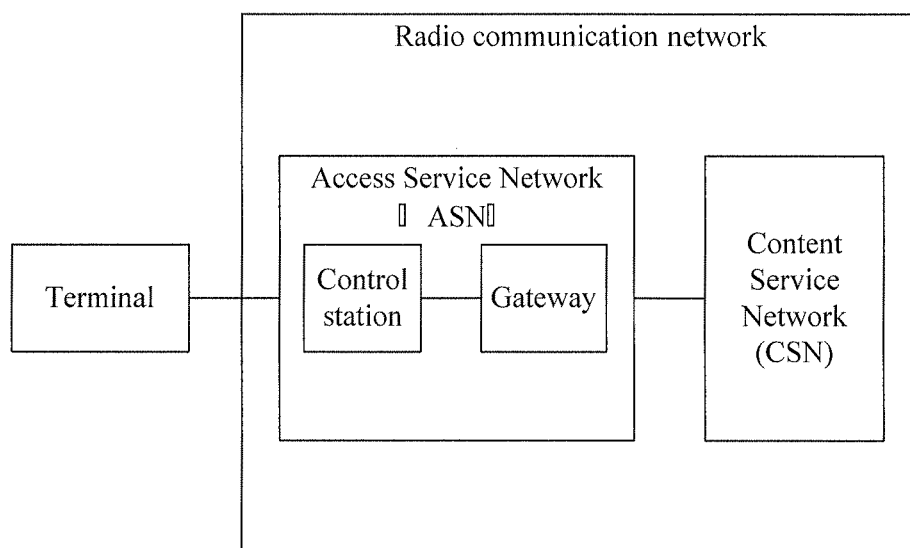 Radio communication network
Access Service Network
▯ ASN▯
Terminal
Control
station
Gateway
Content
Service
Network
(CSN)